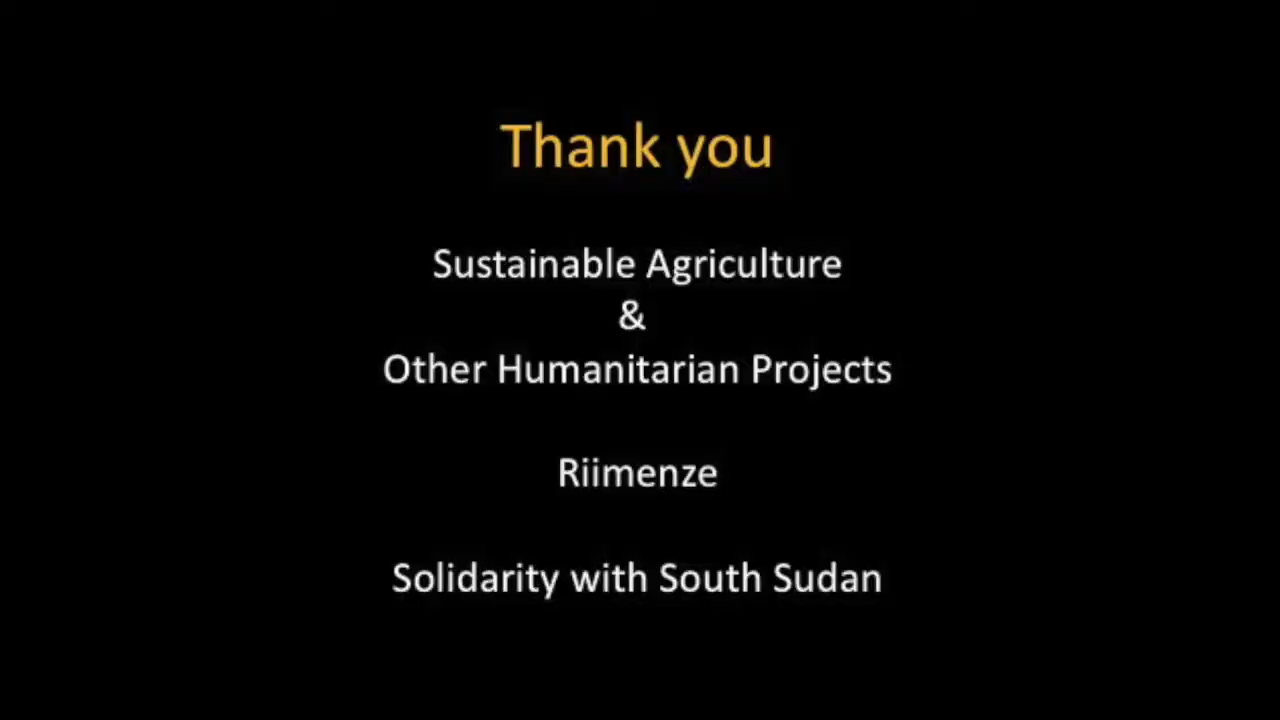 Thank you
Sustainable Agriculture
&
Other Humanitarian Projects
Riimenze
Solidarity with South Sudan